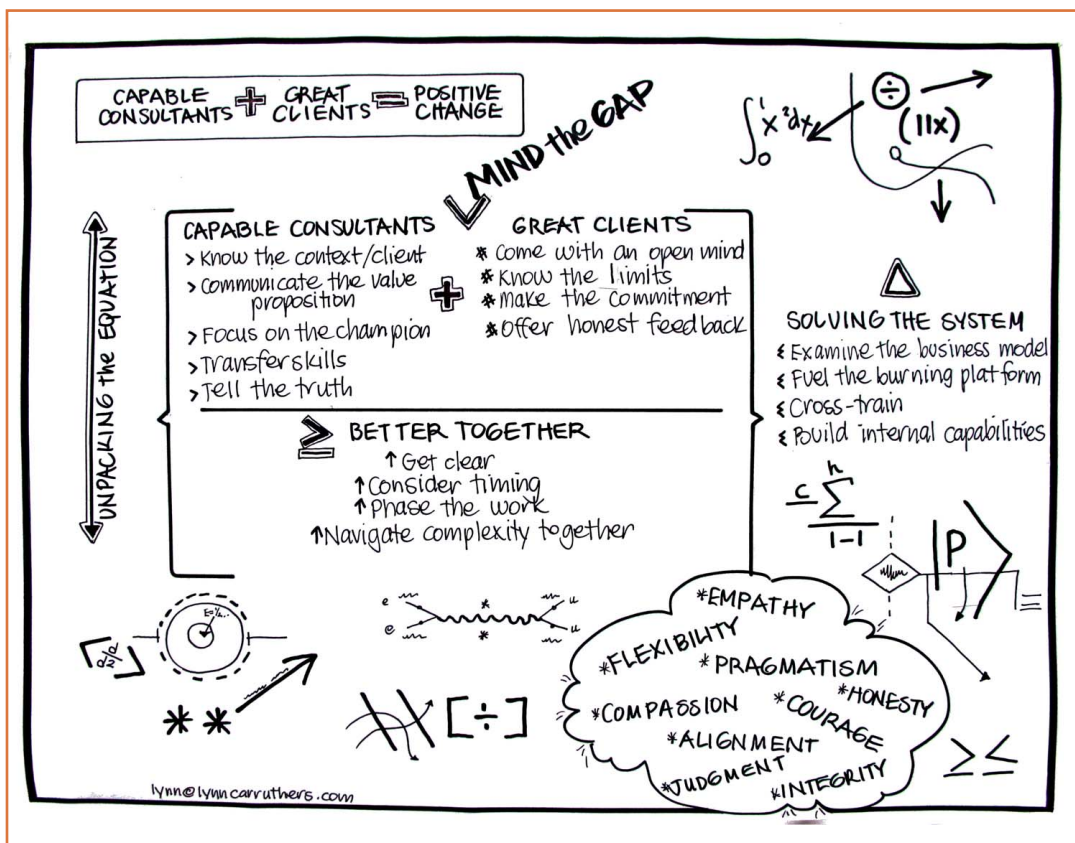 CAPABLE CONSULTANTS + GREAT CLIENTS = POSITIVE CHANGE
MIND the GAP
∫₀¹ x²dx
÷
(11x)
UNPACKING the EQUATION
CAPABLE CONSULTANTS
> Know the context/client
> Communicate the value
proposition
> Focus on the champion
> Transfer skills
> Tell the truth
+
GREAT CLIENTS
* Come with an open mind
* Know the limits
* Make the commitment
* Offer honest feedback
≥ BETTER TOGETHER
↑ Get clear
↑ Consider timing
↑ Phase the work
↑ Navigate complexity together
Δ
SOLVING THE SYSTEM
Examine the business model
Fuel the burning platform
Cross-train
Build internal capabilities
c
n
Σ
1-1
|P>
=
e
e
u
u
* *
[÷]
*EMPATHY
*FLEXIBILITY
*PRAGMATISM
*HONESTY
*COMPASSION
*COURAGE
*ALIGNMENT
*JUDGMENT
*INTEGRITY
≥ ≤
lynn@lynncarruthers.com